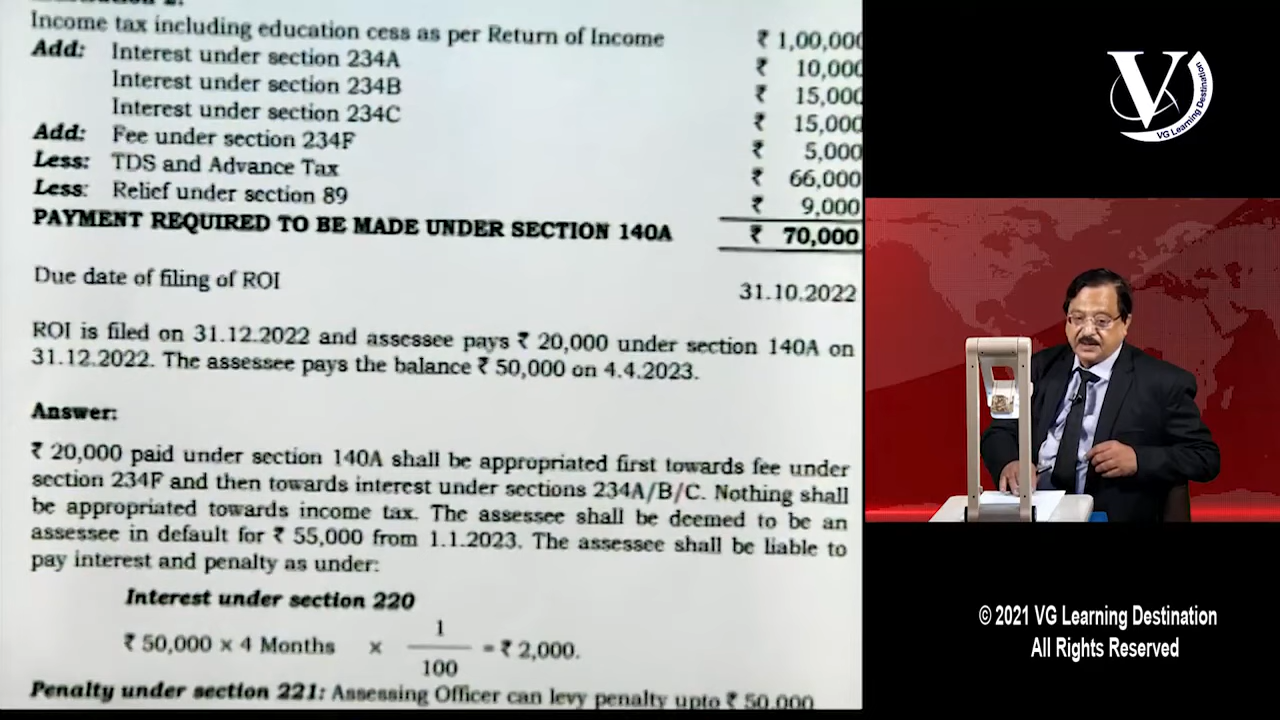 Income tax including education cess as per Return of Income ₹ 1,00,000
Add: Interest under section 234A ₹ 10,000
Interest under section 234B ₹ 15,000
Interest under section 234C ₹ 15,000
Add: Fee under section 234F ₹ 5,000
Less: TDS and Advance Tax ₹ 66,000
Less: Relief under section 89 ₹ 9,000
PAYMENT REQUIRED TO BE MADE UNDER SECTION 140A ₹ 70,000
Due date of filing of ROI 31.10.2022
ROI is filed on 31.12.2022 and assessee pays ₹ 20,000 under section 140A on
31.12.2022. The assessee pays the balance ₹ 50,000 on 4.4.2023.
Answer:
₹ 20,000 paid under section 140A shall be appropriated first towards fee under
section 234F and then towards interest under sections 234A/B/C. Nothing shall
be appropriated towards income tax. The assessee shall be deemed to be an
assessee in default for ₹ 55,000 from 1.1.2023. The assessee shall be liable to
pay interest and penalty as under:
Interest under section 220
₹ 50,000 x 4 Months x 1/100 = ₹ 2,000.
Penalty under section 221: Assessing Officer can levy penalty upto ₹ 50,000
V
VG Learning Destination
© 2021 VG Learning Destination
All Rights Reserved